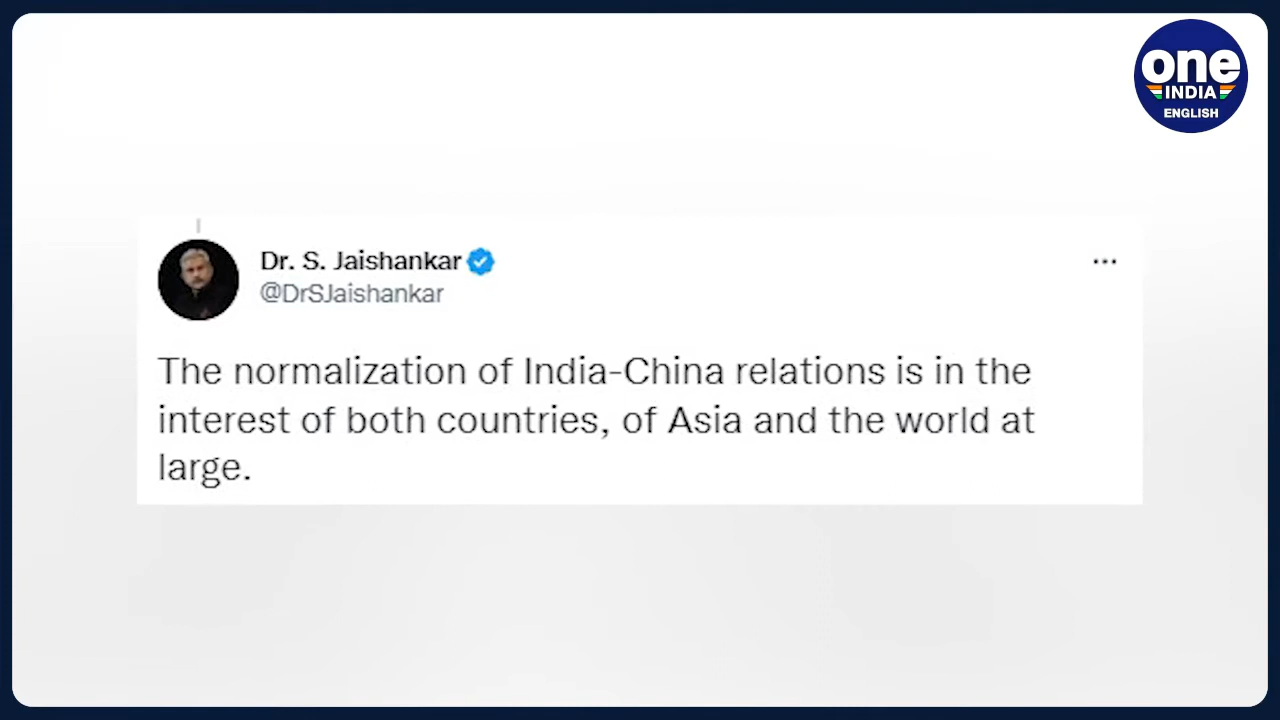 one
INDIA
ENGLISH
Dr. S. Jaishankar
@DrSJaishankar
The normalization of India-China relations is in the
interest of both countries, of Asia and the world at
large.